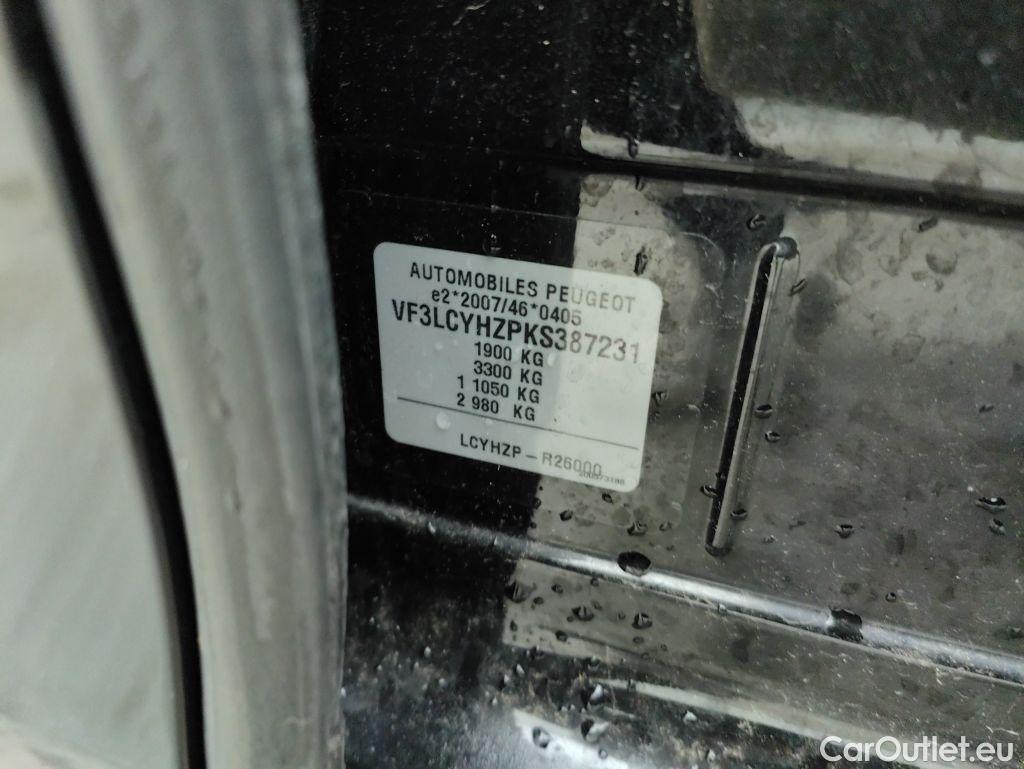 AUTOMOBILES PEUGEOT
e2*2007/46*0405
VF3LCYHZPKS387231
1900 KG
3300 KG
1 1050 KG
2 980 KG
LCYHZP - R26000
CarOutlet.eu